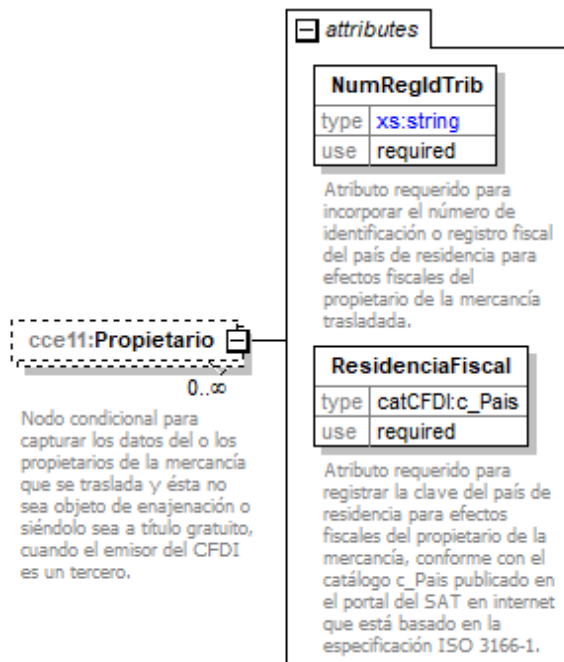 attributes
NumRegIdTrib
type xs:string
use required
Atributo requerido para
incorporar el número de
identificación o registro fiscal
del país de residencia para
efectos fiscales del
propietario de la mercancía
trasladada.
cce11:Propietario
0..∞
Nodo condicional para
capturar los datos del o los
propietarios de la mercancía
que se traslada y ésta no
sea objeto de enajenación o
siéndolo sea a título gratuito,
cuando el emisor del CFDI
es un tercero.
ResidenciaFiscal
type catCFDI:c_Pais
use required
Atributo requerido para
registrar la clave del país de
residencia para efectos
fiscales del propietario de la
mercancía, conforme con el
catálogo c_Pais publicado en
el portal del SAT en internet
que está basado en la
especificación ISO 3166-1.